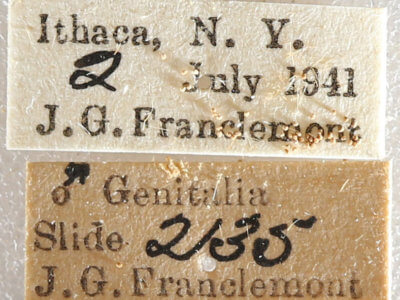 Ithaca, N. Y.
2 July 1941
J. G. Franclemont
♂ Genitalia
Slide 2135
J. G. Franclemont